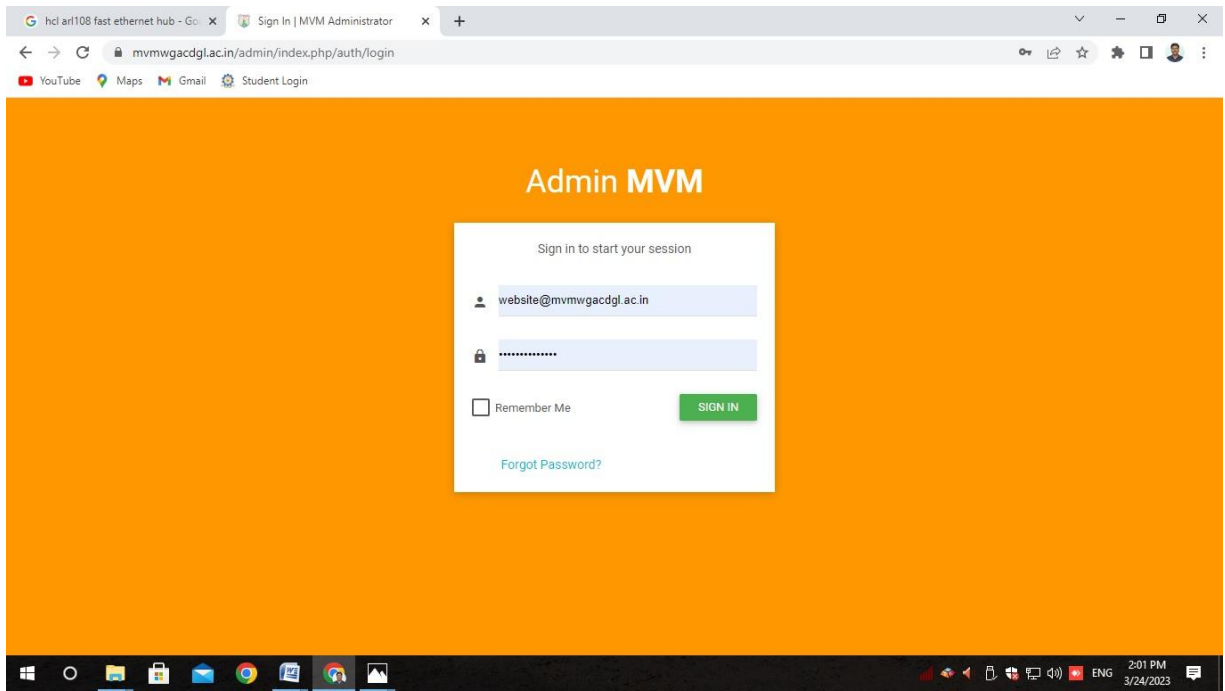 hcl arl108 fast ethernet hub - Go
Sign In | MVM Administrator
mvmwgacdgl.ac.in/admin/index.php/auth/login
YouTube Maps Gmail Student Login
Admin MVM
Sign in to start your session
website@mvmwgacdgl.ac.in
••••••••••••••
Remember Me
SIGN IN
Forgot Password?
ENG
2:01 PM
3/24/2023